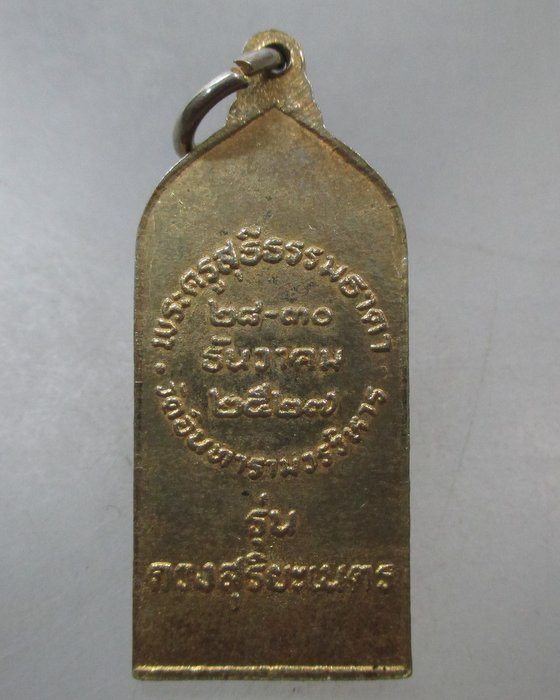 พระครูสุธีธรรมธาดา
๒๘-๓๐
ธันวาคม
๒๕๒๗
วัดอินทารามวรวิหาร
รุ่น
ดวงสุริยะเนตร